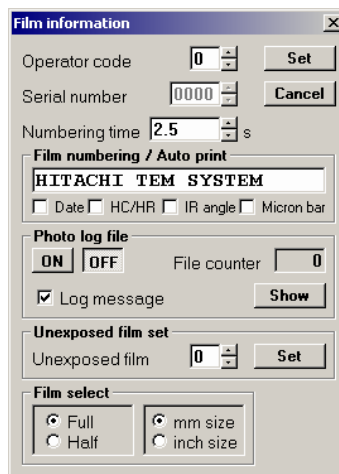 Film information
Operator code 0 Set
Serial number 0000 Cancel
Numbering time 2.5 s
Film numbering / Auto print
HITACHI TEM SYSTEM
Date HC/HR IR angle Micron bar
Photo log file
ON OFF File counter 0
Log message Show
Unexposed film set
Unexposed film 0 Set
Film select
Full mm size
Half inch size